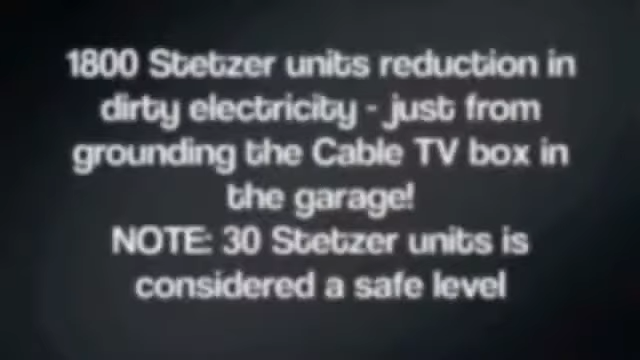 1800 Stetzer units reduction in
dirty electricity - just from
grounding the Cable TV box in
the garage!
NOTE: 30 Stetzer units is
considered a safe level